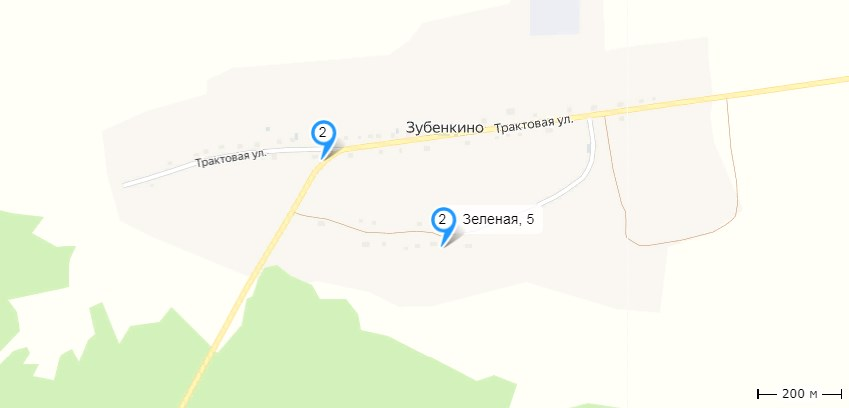 Зубенкино
Трактовая ул.
2
Трактовая ул.
2
Зеленая, 5
200 м